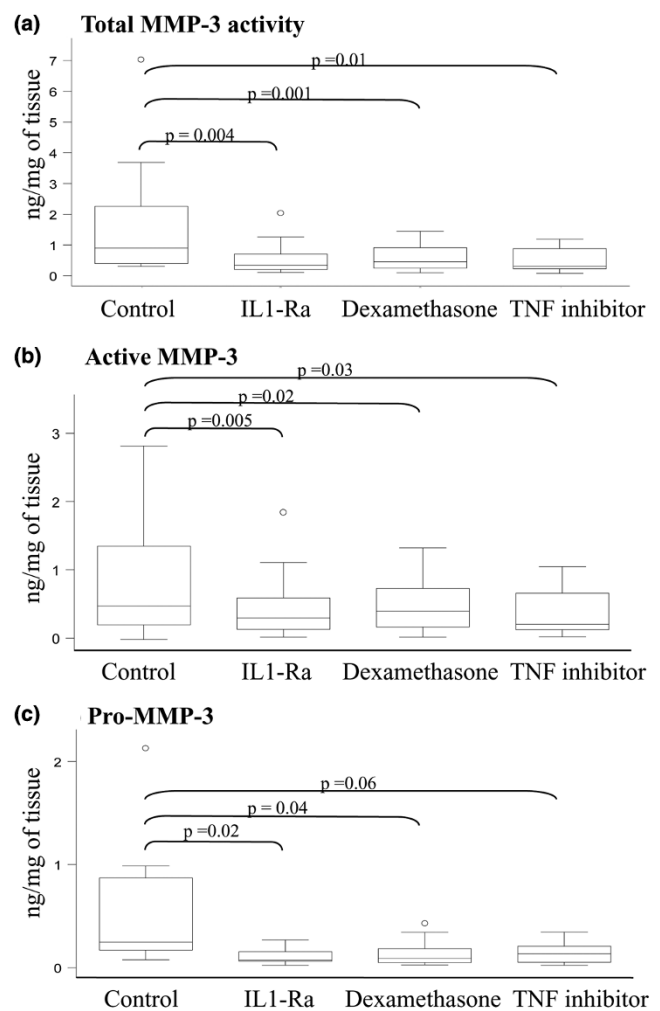 (a) Total MMP-3 activity
ng/mg of tissue
7
6
5
4
3
2
1
0
p =0.01
p =0.001
p = 0.004
Control IL1-Ra Dexamethasone TNF inhibitor
(b) Active MMP-3
ng/mg of tissue
3
2
1
0
p =0.03
p =0.02
p =0.005
Control IL1-Ra Dexamethasone TNF inhibitor
(c) Pro-MMP-3
ng/mg of tissue
2
1
0
p =0.06
p = 0.04
p =0.02
Control IL1-Ra Dexamethasone TNF inhibitor